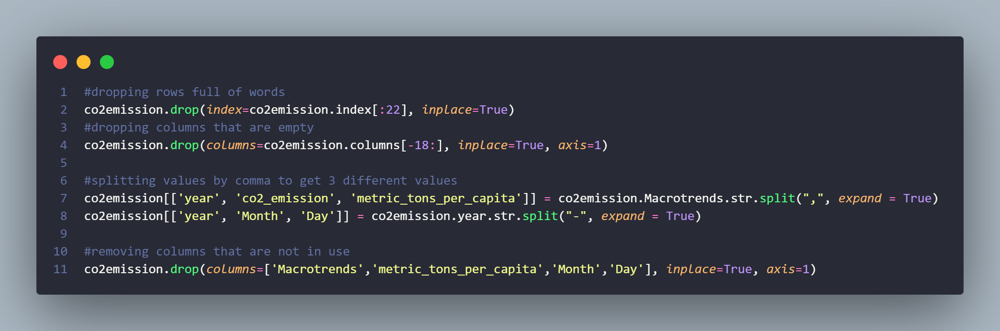 1 #dropping rows full of words
2 co2emission.drop(index=co2emission.index[:22], inplace=True)
3 #dropping columns that are empty
4 co2emission.drop(columns=co2emission.columns[-18:], inplace=True, axis=1)
5
6 #splitting values by comma to get 3 different values
7 co2emission[['year', 'co2_emission', 'metric_tons_per_capita']] = co2emission.Macrotrends.str.split(",", expand = True)
8 co2emission[['year', 'Month', 'Day']] = co2emission.year.str.split("-", expand = True)
9
10 #removing columns that are not in use
11 co2emission.drop(columns=['Macrotrends','metric_tons_per_capita','Month','Day'], inplace=True, axis=1)